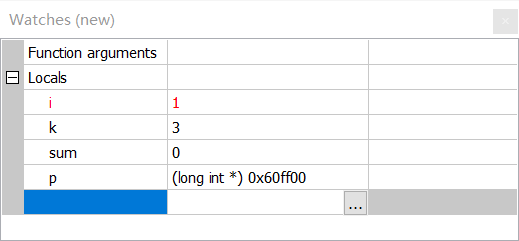 Watches (new)
Function arguments
Locals
i 1
k 3
sum 0
p (long int *) 0x60ff00
...